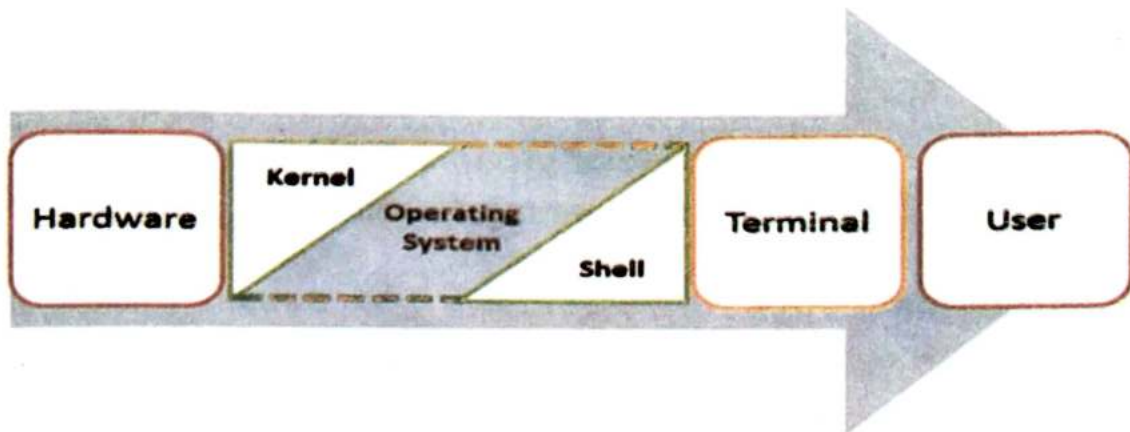 Hardware
Kernel
Operating
System
Shell
Terminal
User